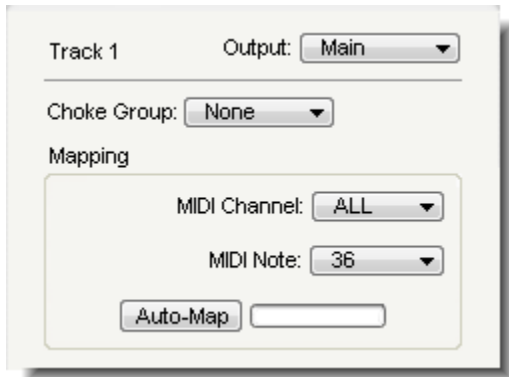 Track 1 Output: Main
Choke Group: None
Mapping
MIDI Channel: ALL
MIDI Note: 36
Auto-Map